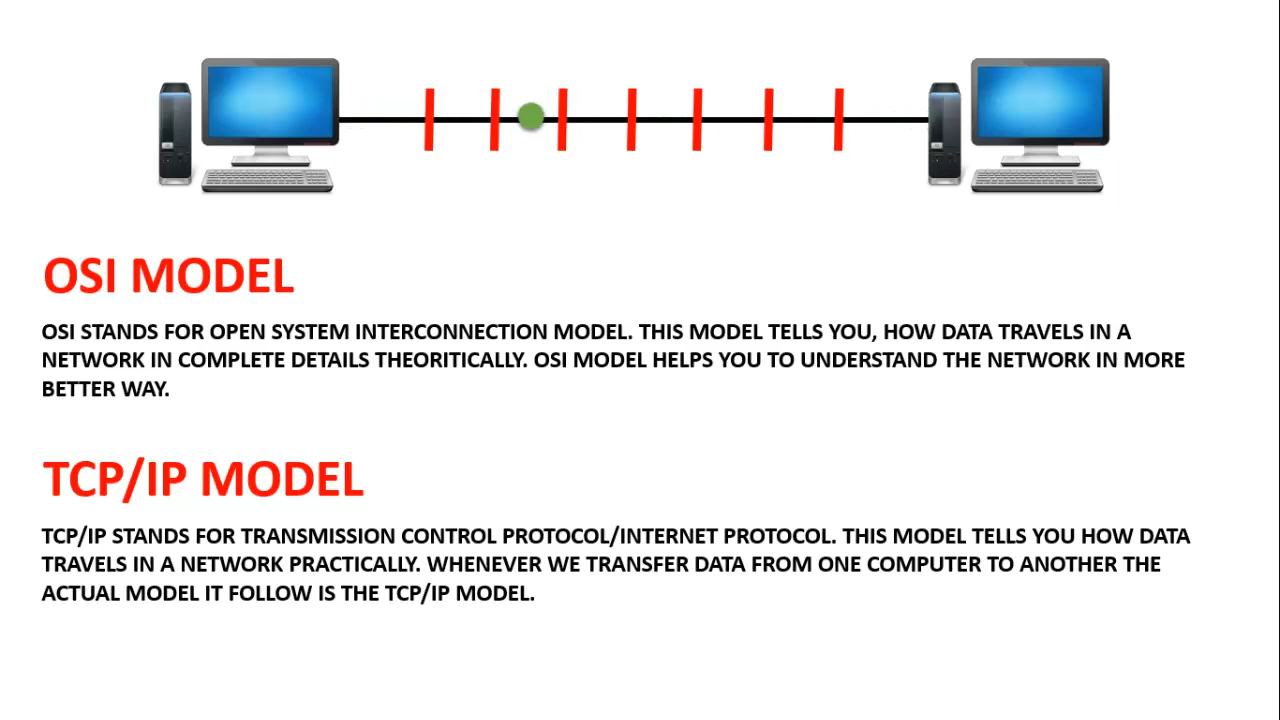 OSI MODEL
OSI STANDS FOR OPEN SYSTEM INTERCONNECTION MODEL. THIS MODEL TELLS YOU, HOW DATA TRAVELS IN A
NETWORK IN COMPLETE DETAILS THEORITICALLY. OSI MODEL HELPS YOU TO UNDERSTAND THE NETWORK IN MORE
BETTER WAY.
TCP/IP MODEL
TCP/IP STANDS FOR TRANSMISSION CONTROL PROTOCOL/INTERNET PROTOCOL. THIS MODEL TELLS YOU HOW DATA
TRAVELS IN A NETWORK PRACTICALLY. WHENEVER WE TRANSFER DATA FROM ONE COMPUTER TO ANOTHER THE
ACTUAL MODEL IT FOLLOW IS THE TCP/IP MODEL.